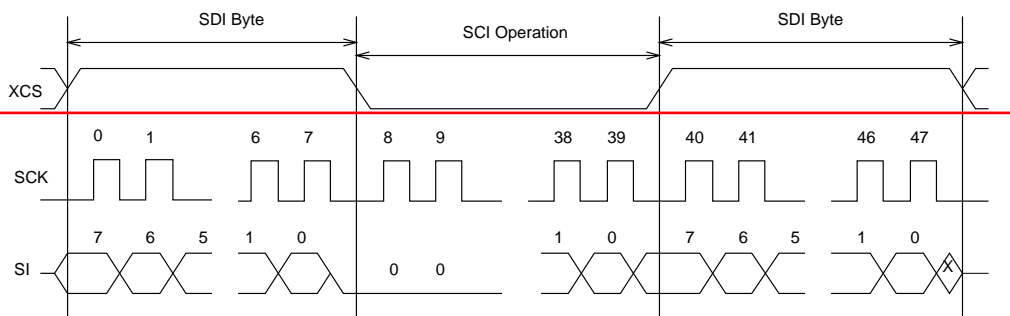 SDI Byte SCI Operation SDI Byte
XCS
0 1 6 7 8 9 38 39 40 41 46 47
SCK
7 6 5 1 0 0 0 1 0 7 6 5 1 0
SI X